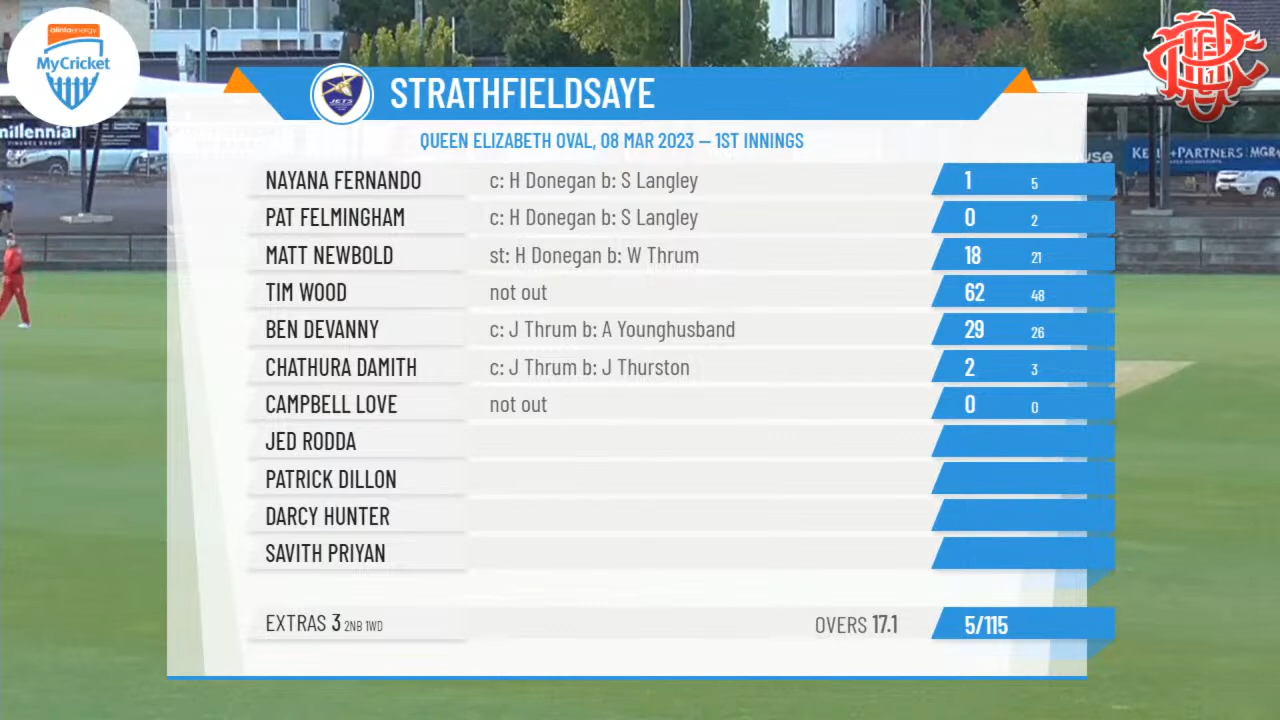 alintaenergy
MyCricket
STRATHFIELDSAYE
JETS
QUEEN ELIZABETH OVAL, 08 MAR 2023 – 1ST INNINGS
millennial
NAYANA FERNANDO c: H Donegan b: S Langley 1 5
PAT FELMINGHAM c: H Donegan b: S Langley 0 2
MATT NEWBOLD st: H Donegan b: W Thrum 18 21
TIM WOOD not out 62 48
BEN DEVANNY c: J Thrum b: A Younghusband 29 26
CHATHURA DAMITH c: J Thrum b: J Thurston 2 3
CAMPBELL LOVE not out 0 0
JED RODDA
PATRICK DILLON
DARCY HUNTER
SAVITH PRIYAN
EXTRAS 3 2NB 1WD OVERS 17.1 5/115